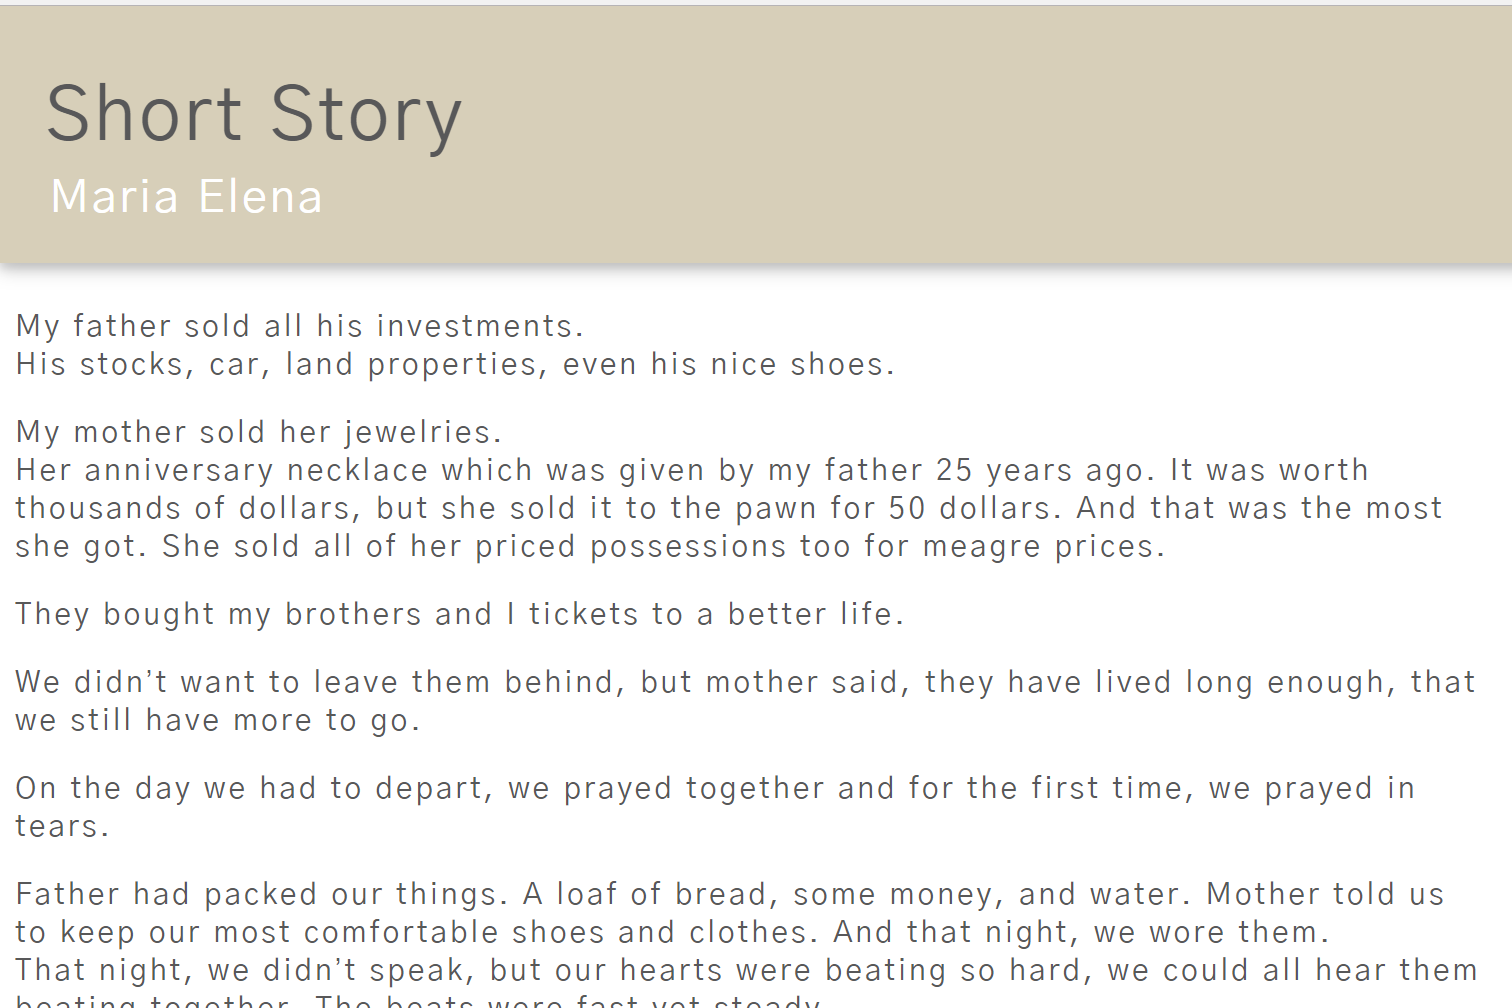 Short Story
Maria Elena
My father sold all his investments.
His stocks, car, land properties, even his nice shoes.
My mother sold her jewelries.
Her anniversary necklace which was given by my father 25 years ago. It was worth
thousands of dollars, but she sold it to the pawn for 50 dollars. And that was the most
she got. She sold all of her priced possessions too for meagre prices.
They bought my brothers and I tickets to a better life.
We didn’t want to leave them behind, but mother said, they have lived long enough, that
we still have more to go.
On the day we had to depart, we prayed together and for the first time, we prayed in
tears.
Father had packed our things. A loaf of bread, some money, and water. Mother told us
to keep our most comfortable shoes and clothes. And that night, we wore them.
That night, we didn’t speak, but our hearts were beating so hard, we could all hear them
beating together. The beats were fast yet steady.